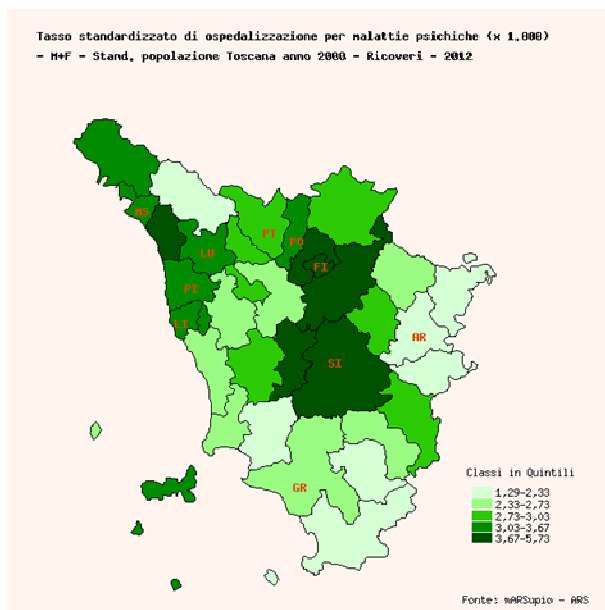 Tasso standardizzato di ospedalizzazione per malattie psichiche (x 1.000)
- M+F - Stand. popolazione Toscana anno 2000 - Ricoveri - 2012
MS
LU
PT
PO
FI
PI
LI
AR
SI
GR
Classi in Quintili
1,29-2,33
2,33-2,73
2,73-3,03
3,03-3,67
3,67-5,73
Fonte: mARSupio - ARS